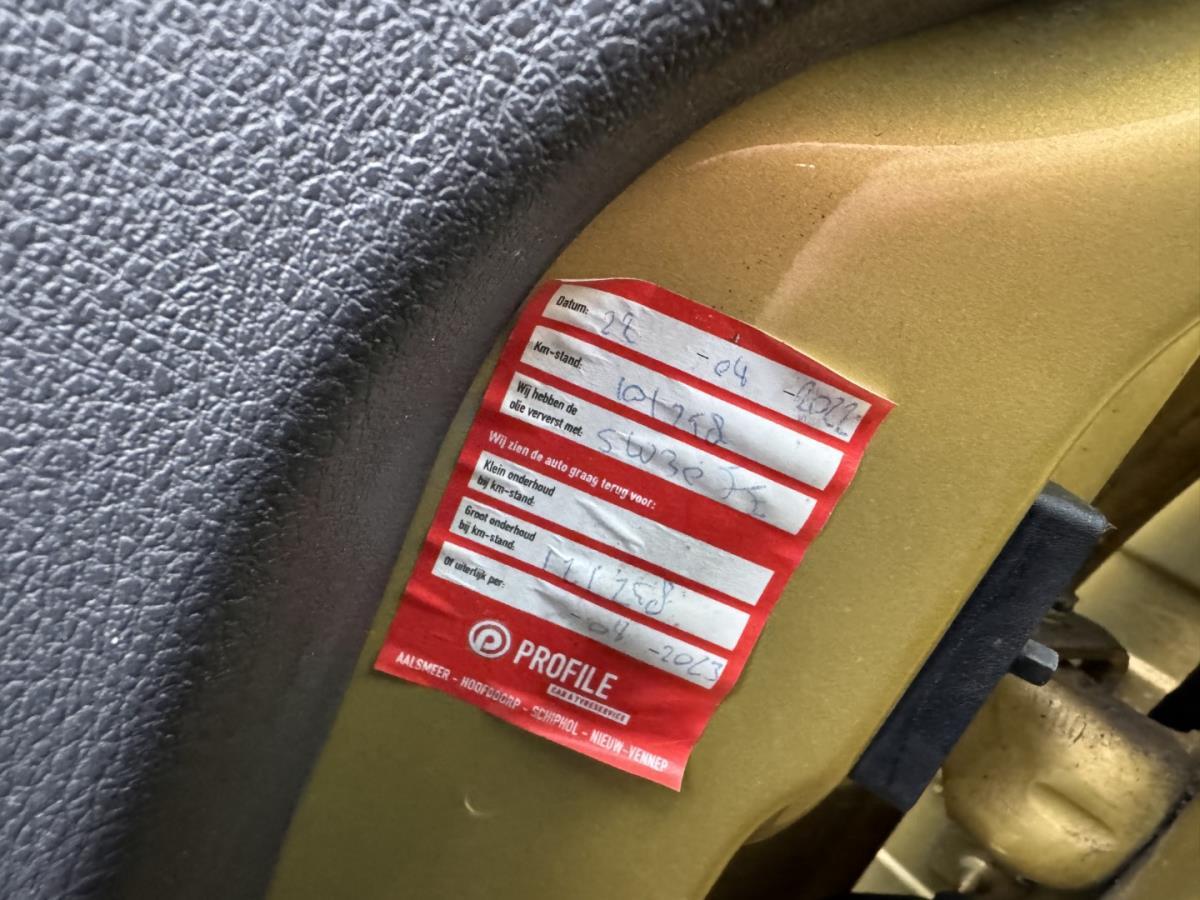 Datum: 28 -04 -2022
Km-stand: 101758
Wij hebben de
olie ververst met: 5W30
Wij zien de auto graag terug voor:
Klein onderhoud
bij km-stand:
Groot onderhoud
bij km-stand:
Of uiterlijk per: -04 -2023
PROFILE
CAR & TYRESERVICE
AALSMEER - HOOFDDORP - SCHIPHOL - NIEUW-VENNEP